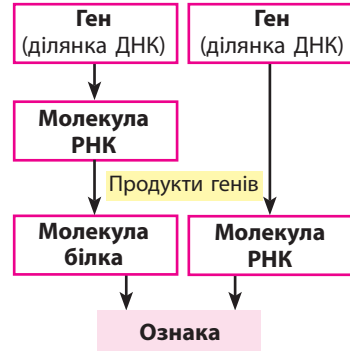 Ген
(ділянка ДНК)
Ген
(ділянка ДНК)
Молекула
РНК
Продукти генів
Молекула
білка
Молекула
РНК
Ознака